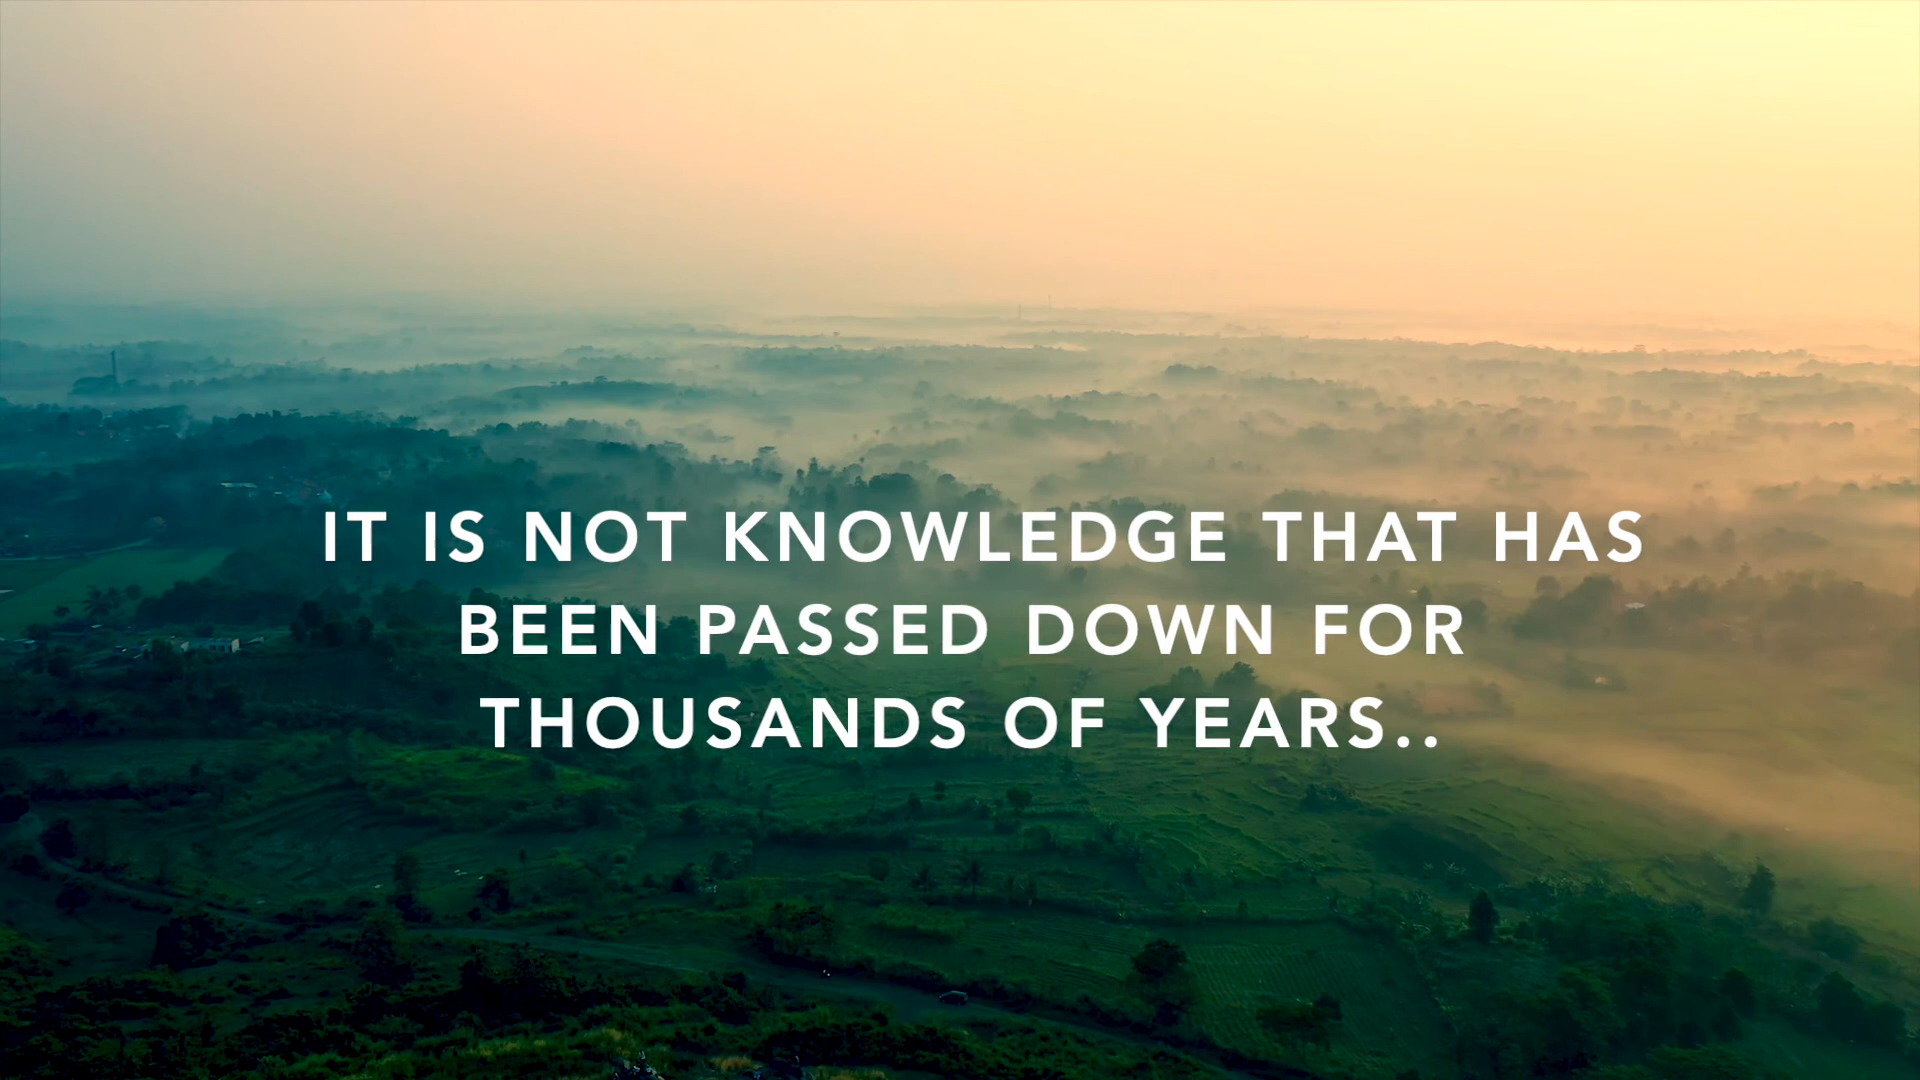 IT IS NOT KNOWLEDGE THAT HAS
BEEN PASSED DOWN FOR
THOUSANDS OF YEARS..